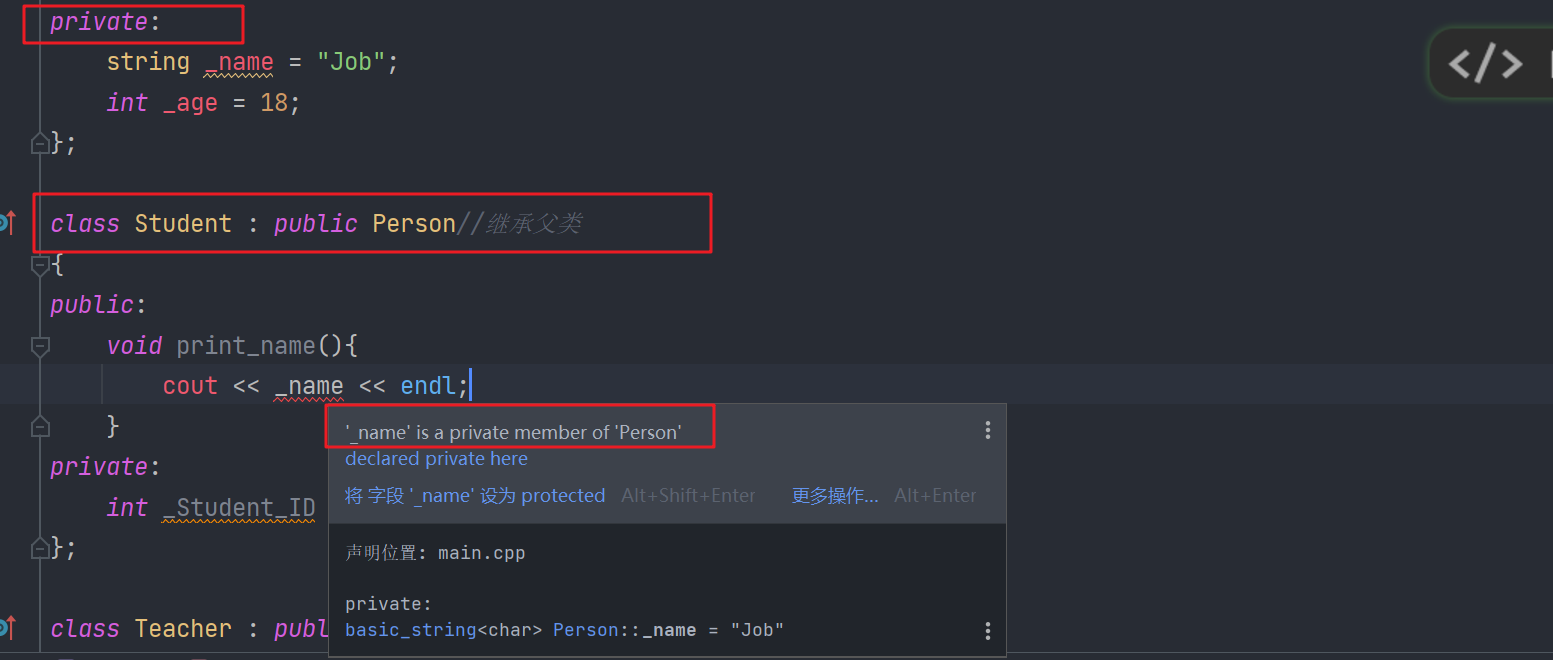 private:
string _name = "Job";
int _age = 18;
};
class Student : public Person//继承父类
{
public:
void print_name(){
cout << _name << endl;
}
'_name' is a private member of 'Person'
declared private here
将 字段 '_name' 设为 protected Alt+Shift+Enter 更多操作... Alt+Enter
private:
int _Student_ID
};
声明位置: main.cpp
private:
basic_string<char> Person::_name = "Job"
class Teacher : publ